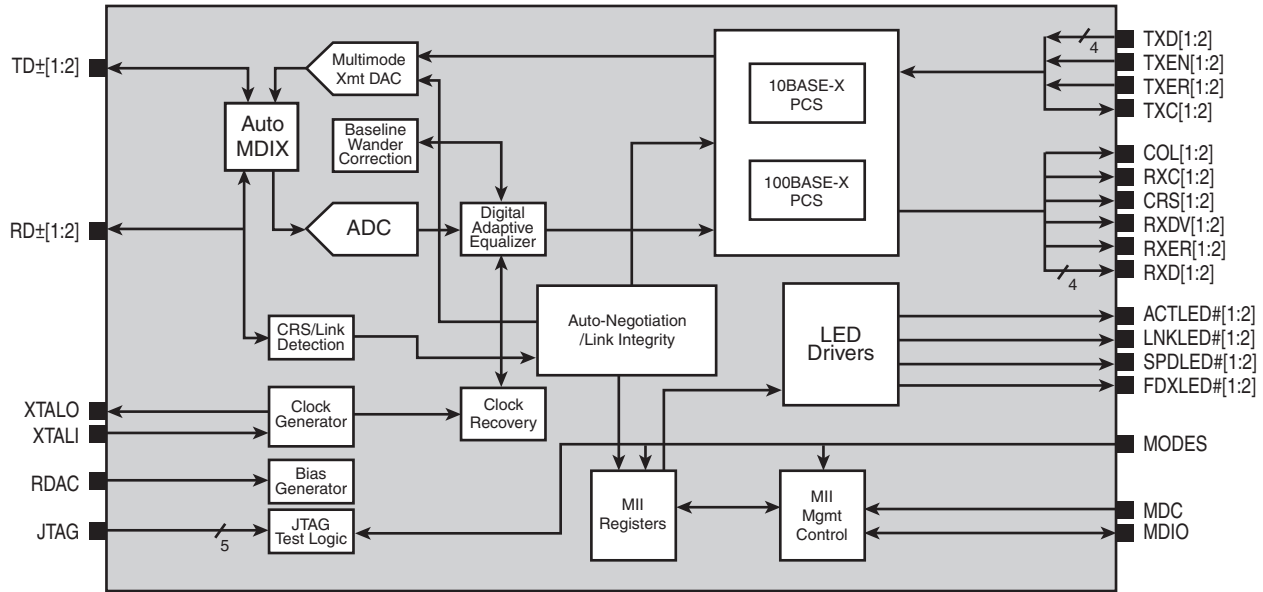 TD±[1:2]
RD±[1:2]
XTALO
XTALI
RDAC
JTAG
5
Multimode
Xmt DAC
Auto
MDIX
Baseline
Wander
Correction
ADC
Digital
Adaptive
Equalizer
CRS/Link
Detection
Clock
Generator
Clock
Recovery
Bias
Generator
JTAG
Test Logic
10BASE-X
PCS
100BASE-X
PCS
Auto-Negotiation
/Link Integrity
LED
Drivers
MII
Registers
MII
Mgmt
Control
4
TXD[1:2]
TXEN[1:2]
TXER[1:2]
TXC[1:2]
COL[1:2]
RXC[1:2]
CRS[1:2]
RXDV[1:2]
RXER[1:2]
RXD[1:2]
4
ACTLED#[1:2]
LNKLED#[1:2]
SPDLED#[1:2]
FDXLED#[1:2]
MODES
MDC
MDIO